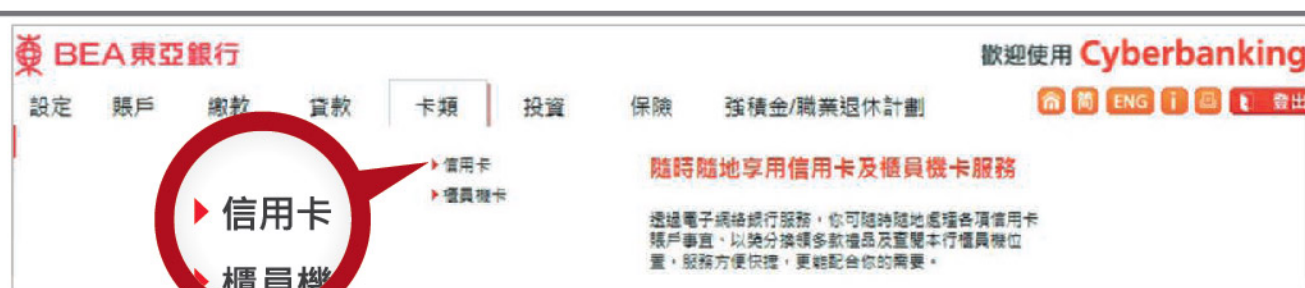 BEA東亞銀行
歡迎使用 Cyberbanking
設定 賬戶 繳款 貸款 卡類 投資 保險 強積金/職業退休計劃
簡 ENG i 登出
信用卡
櫃員機卡
隨時隨地享用信用卡及櫃員機卡服務
透過電子網絡銀行服務，你可隨時隨地處理各項信用卡
賬戶事宜、以獎分換領多款禮品及查閱本行櫃員機位
置，服務方便快捷，更能配合你的需要。
信用卡
櫃員機